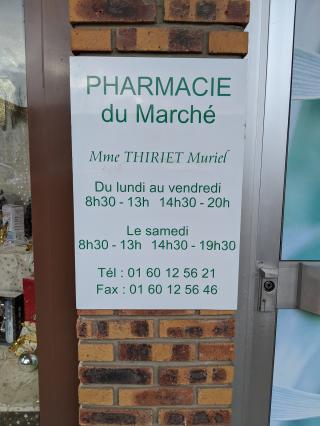 PHARMACIE
du Marché
Mme THIRIET Muriel
Du lundi au vendredi
8h30 - 13h 14h30 - 20h
Le samedi
8h30 - 13h 14h30 - 19h30
Tél : 01 60 12 56 21
Fax : 01 60 12 56 46